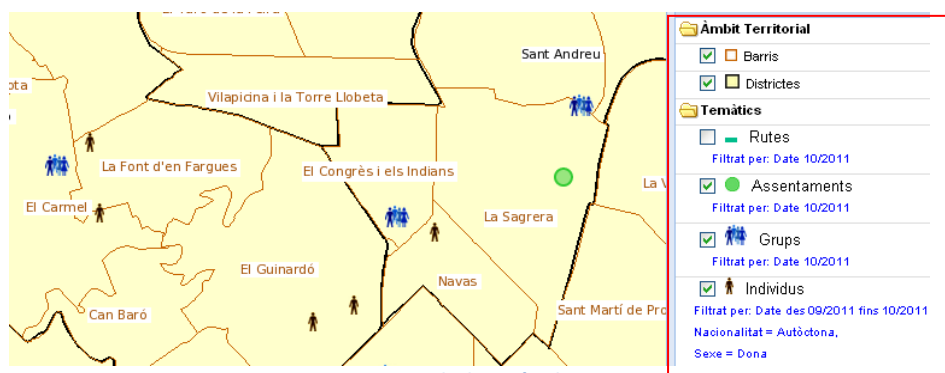 Sant Andreu
ota
Vilapicina i la Torre Llobeta
La Font d'en Fargues
El Congrès i els Indians
La V
El Carmel
La Sagrera
El Guinardó
Navas
Can Baró
Sant Martí de Pro
Àmbit Territorial
Barris
Districtes
Temàtics
Rutes
Filtrat per: Date 10/2011
Assentaments
Filtrat per: Date 10/2011
Grups
Filtrat per: Date 10/2011
Individus
Filtrat per: Date des 09/2011 fins 10/2011
Nacionalitat = Autòctona,
Sexe = Dona